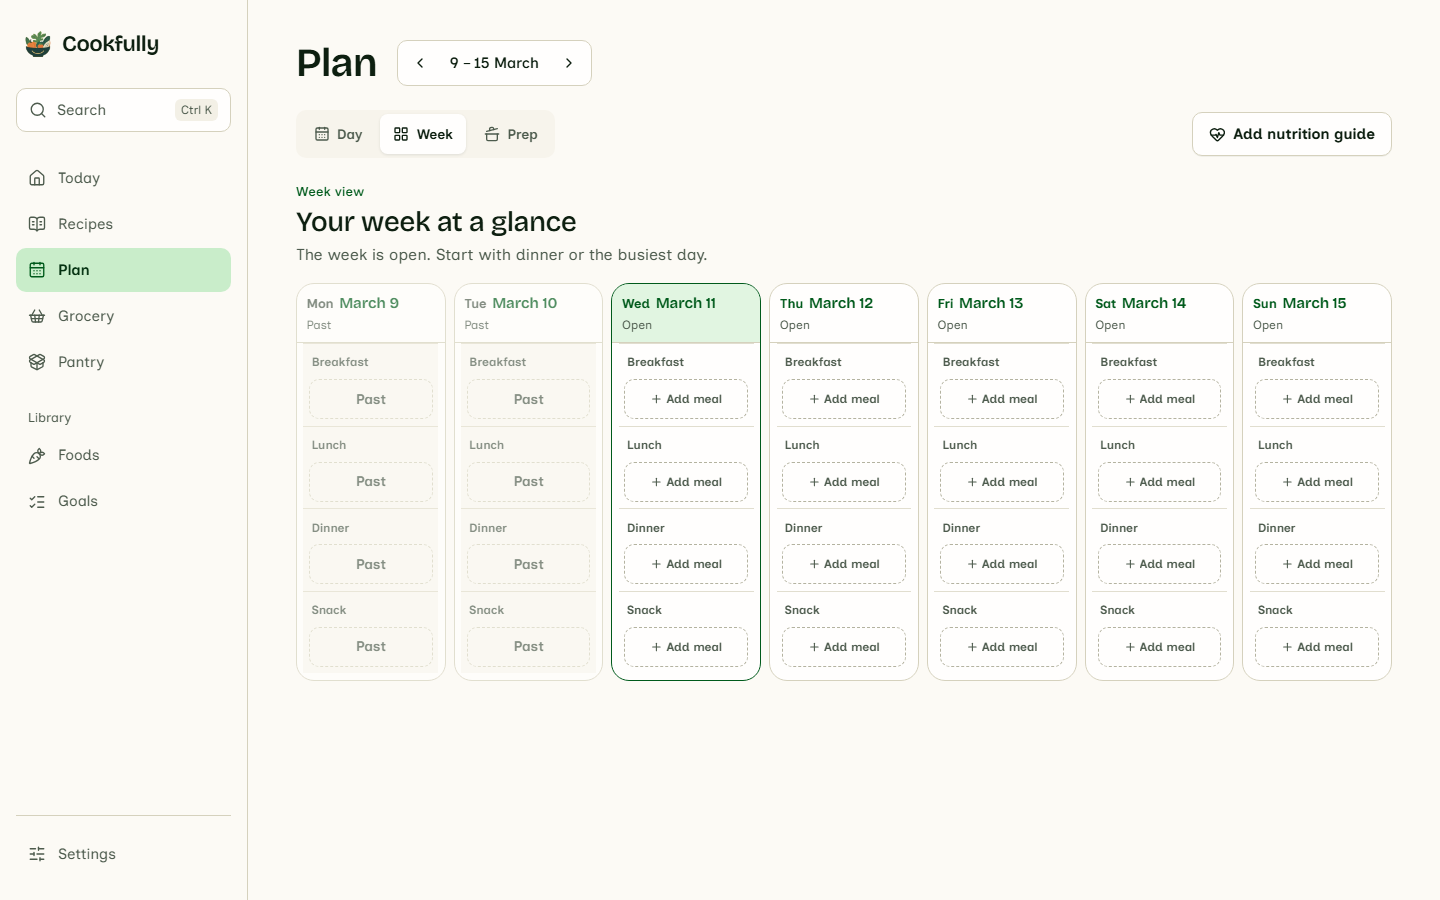 Cookfully
Search
Ctrl K
Today
Recipes
Plan
Grocery
Pantry
Library
Foods
Goals
Settings
Plan
9 – 15 March
Day
Week
Prep
Add nutrition guide
Week view
Your week at a glance
The week is open. Start with dinner or the busiest day.
Mon March 9
Past
Breakfast
Past
Lunch
Past
Dinner
Past
Snack
Past
Tue March 10
Past
Breakfast
Past
Lunch
Past
Dinner
Past
Snack
Past
Wed March 11
Open
Breakfast
+ Add meal
Lunch
+ Add meal
Dinner
+ Add meal
Snack
+ Add meal
Thu March 12
Open
Breakfast
+ Add meal
Lunch
+ Add meal
Dinner
+ Add meal
Snack
+ Add meal
Fri March 13
Open
Breakfast
+ Add meal
Lunch
+ Add meal
Dinner
+ Add meal
Snack
+ Add meal
Sat March 14
Open
Breakfast
+ Add meal
Lunch
+ Add meal
Dinner
+ Add meal
Snack
+ Add meal
Sun March 15
Open
Breakfast
+ Add meal
Lunch
+ Add meal
Dinner
+ Add meal
Snack
+ Add meal